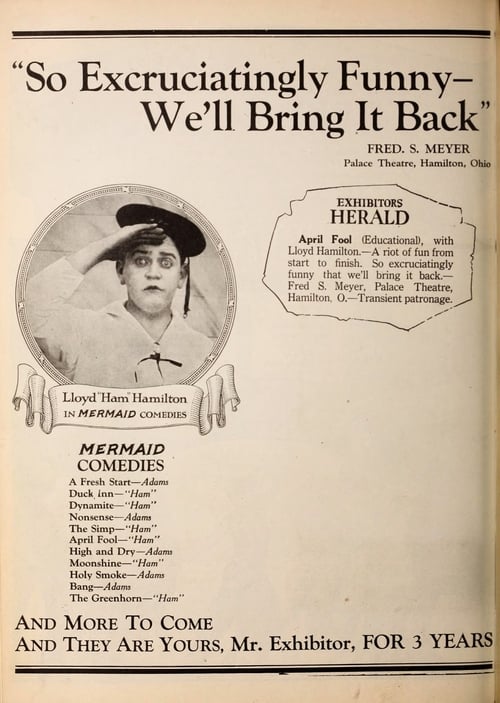 “So Excruciatingly Funny–
We’ll Bring It Back”
FRED. S. MEYER
Palace Theatre, Hamilton, Ohio
EXHIBITORS
HERALD
April Fool (Educational), with
Lloyd Hamilton.—A riot of fun from
start to finish. So excruciatingly
funny that we’ll bring it back.—
Fred S. Meyer, Palace Theatre,
Hamilton, O.—Transient patronage.
Lloyd "Ham" Hamilton
IN MERMAID COMEDIES
MERMAID
COMEDIES
A Fresh Start—Adams
Duck Inn—“Ham”
Dynamite—“Ham”
Nonsense—Adams
The Simp—“Ham”
April Fool—“Ham”
High and Dry—Adams
Moonshine—“Ham”
Holy Smoke—Adams
Bang—Adams
The Greenhorn—“Ham”
AND MORE TO COME
AND THEY ARE YOURS, Mr. Exhibitor, FOR 3 YEARS